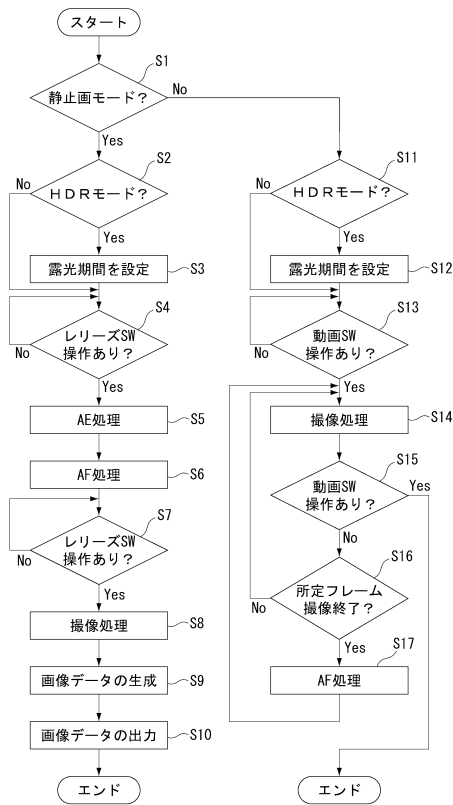 スタート
S1
静止画モード？
No
Yes
S2
No
HDRモード？
Yes
露光期間を設定
S3
S4
レリーズSW
操作あり？
No
Yes
AE処理
S5
AF処理
S6
S7
レリーズSW
操作あり？
No
Yes
撮像処理
S8
画像データの生成
S9
画像データの出力
S10
エンド
S11
No
HDRモード？
Yes
露光期間を設定
S12
S13
動画SW
操作あり？
No
Yes
撮像処理
S14
S15
動画SW
操作あり？
Yes
No
S16
所定フレーム
撮像終了？
No
Yes
S17
AF処理
エンド